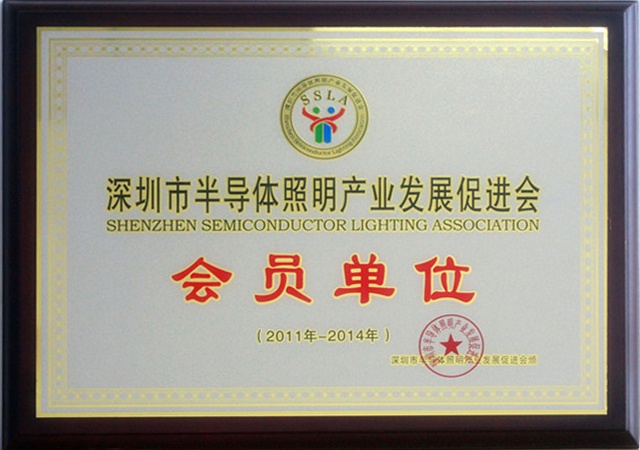 SSLA
深圳市半导体照明产业发展促进会
SHENZHEN SEMICONDUCTOR LIGHTING ASSOCIATION
会员单位
（2011年-2014年）
深圳市半导体照明产业发展促进会颁